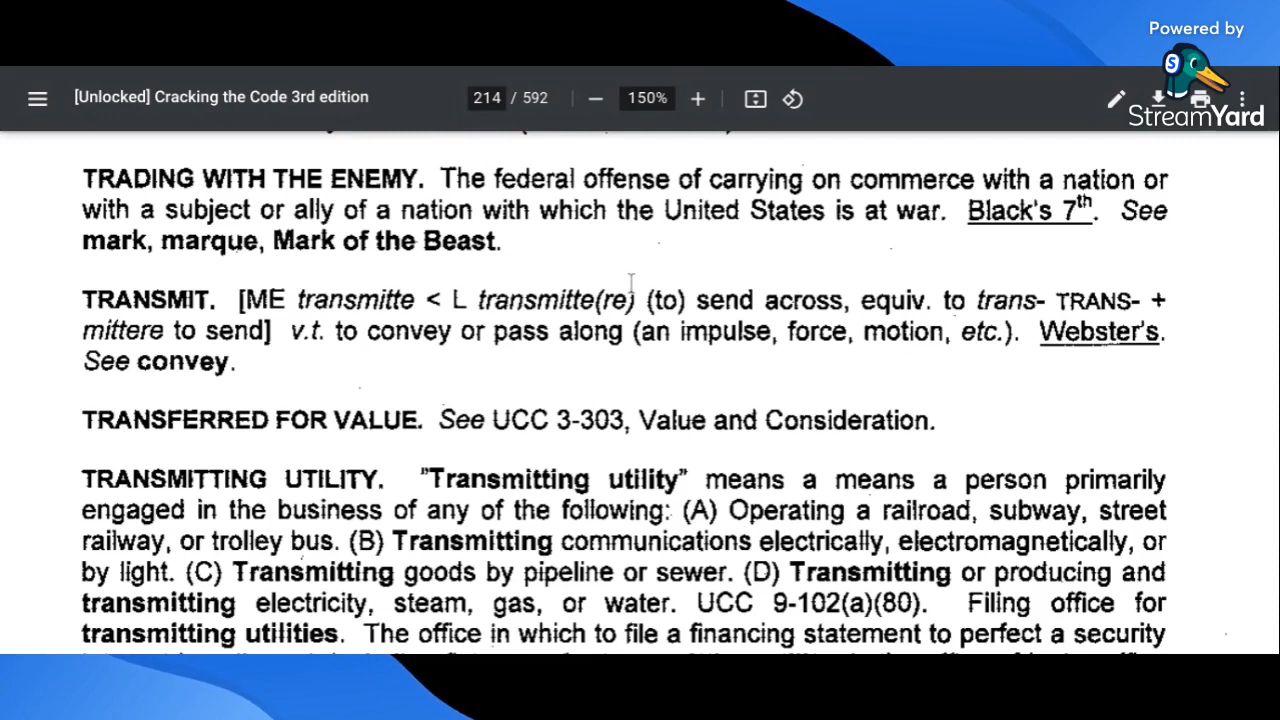 Powered by
StreamYard
[Unlocked] Cracking the Code 3rd edition 214 / 592 150%
TRADING WITH THE ENEMY. The federal offense of carrying on commerce with a nation or
with a subject or ally of a nation with which the United States is at war. Black's 7th. See
mark, marque, Mark of the Beast.
TRANSMIT. [ME transmitte < L transmitte(re) (to) send across, equiv. to trans- TRANS- +
mittere to send] v.t. to convey or pass along (an impulse, force, motion, etc.). Webster's.
See convey.
TRANSFERRED FOR VALUE. See UCC 3-303, Value and Consideration.
TRANSMITTING UTILITY. "Transmitting utility" means a means a person primarily
engaged in the business of any of the following: (A) Operating a railroad, subway, street
railway, or trolley bus. (B) Transmitting communications electrically, electromagnetically, or
by light. (C) Transmitting goods by pipeline or sewer. (D) Transmitting or producing and
transmitting electricity, steam, gas, or water. UCC 9-102(a)(80). Filing office for
transmitting utilities. The office in which to file a financing statement to perfect a security